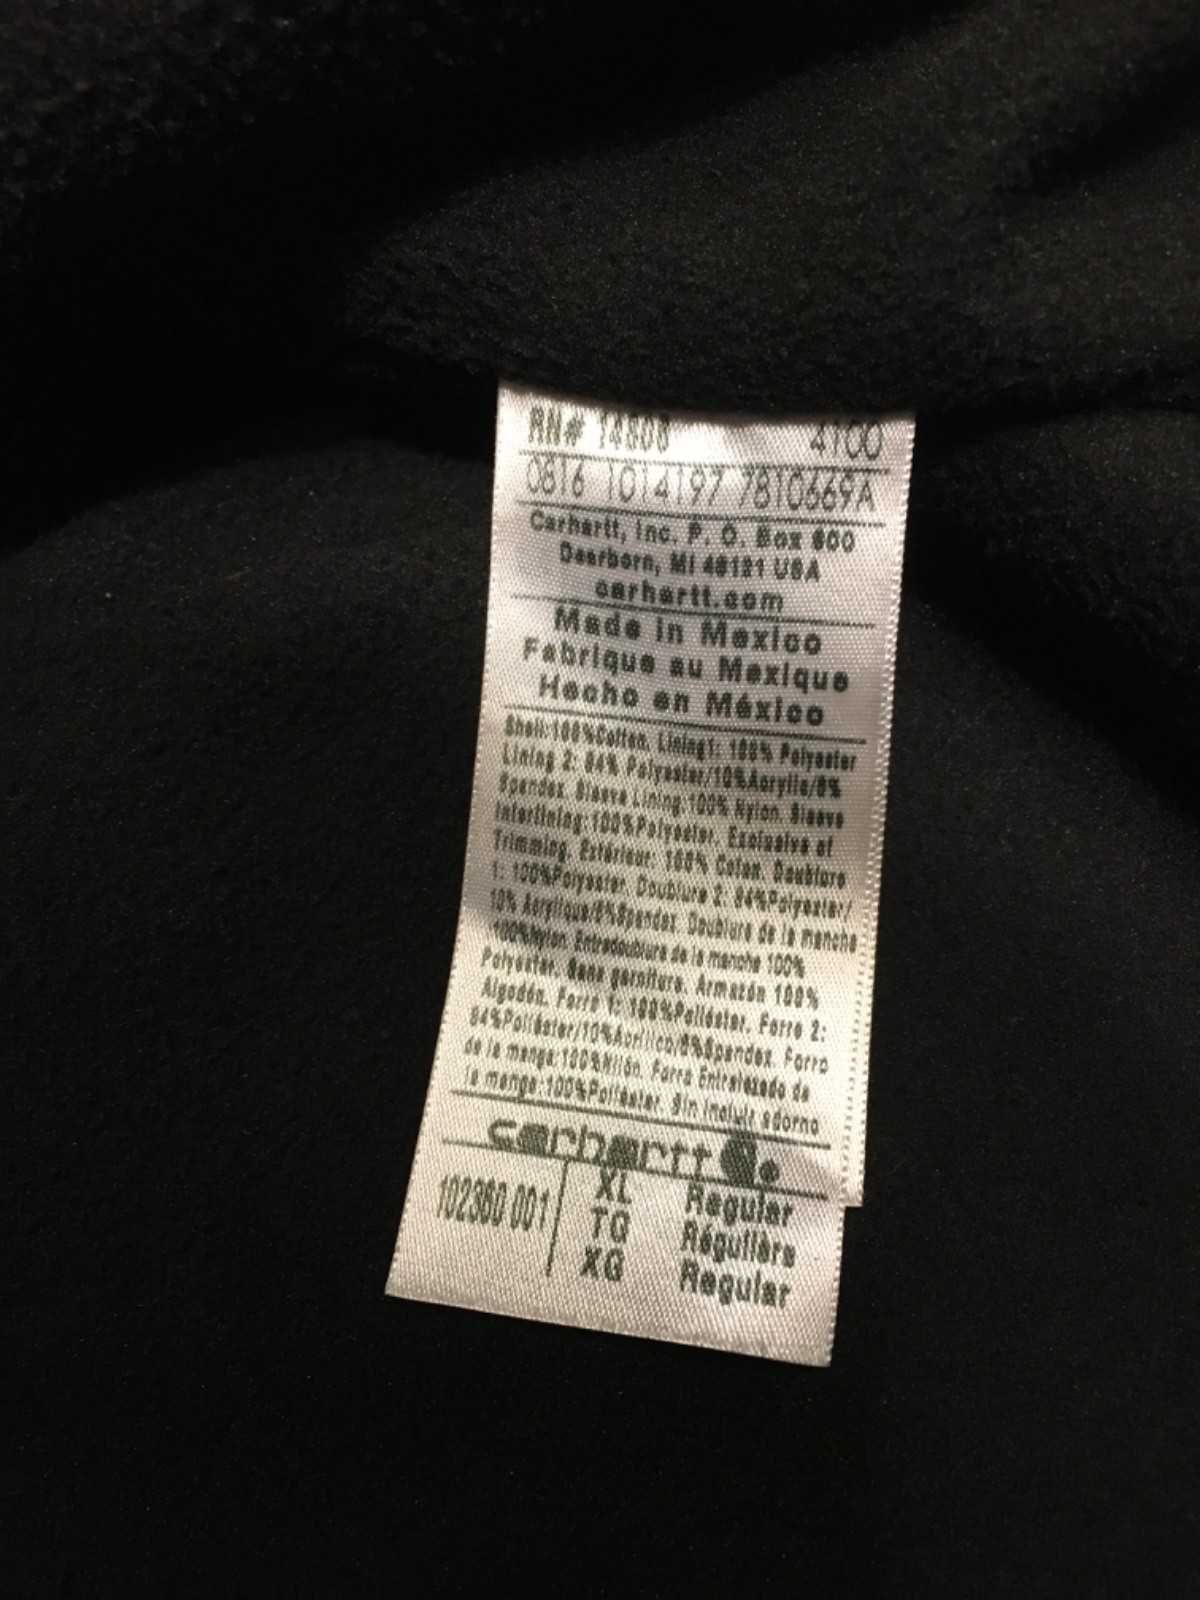 RN# 14806 4100
0816 1014197 7810669A
Carhartt, Inc. P. O. Box 600
Dearborn, MI 48121 USA
carhartt.com
Made in Mexico
Fabrique au Mexique
Hecho en México
Shell:100%Cotton. Lining1: 100% Polyester
Lining 2: 84% Polyester/10%Acrylic/6%
Spandex. Sleeve Lining:100% Nylon. Sleeve
Interlining:100%Polyester. Exclusive of
Trimming. Extérieur: 100% Coton. Doublure
1: 100%Polyester. Doublure 2: 84%Polyester/
10% Acrylique/6%Spandex. Doublure de la manche
100%Nylon. Entredoublure de la manche 100%
Polyester. Sans garniture. Armazón 100%
Algodón. Forro 1: 100%Poliéster. Forro 2:
84%Poliéster/10%Acrílico/6%Spandex. Forro
de la manga:100%Nilón. Forro Entrelazado de
la manga:100%Poliéster. Sin incluir adorno
carhartt
102360 001 XL Regular
TG Régulière
XG Regular